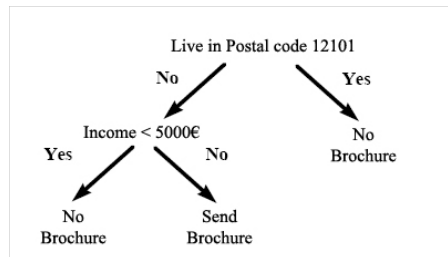 Live in Postal code 12101
No
Yes
Income < 5000€
Yes
No
No
Brochure
No
Brochure
Send
Brochure